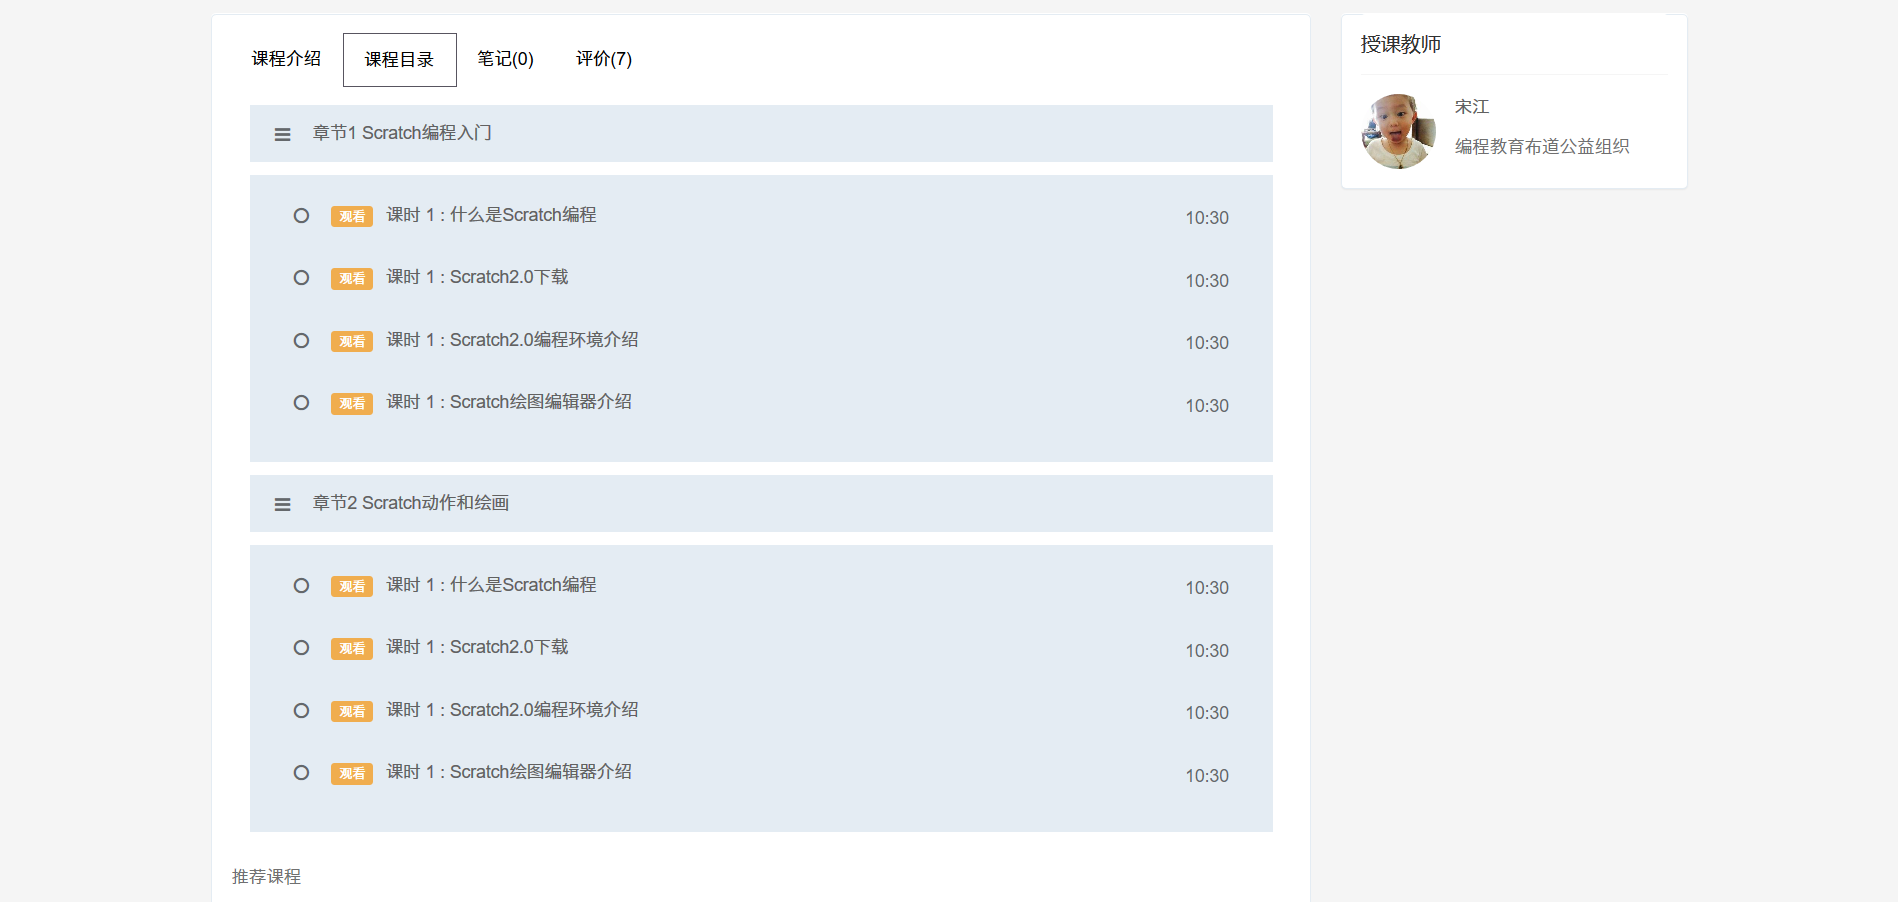 课程介绍 课程目录 笔记(0) 评价(7)
章节1 Scratch编程入门
观看 课时 1 : 什么是Scratch编程 10:30
观看 课时 1 : Scratch2.0下载 10:30
观看 课时 1 : Scratch2.0编程环境介绍 10:30
观看 课时 1 : Scratch绘图编辑器介绍 10:30
章节2 Scratch动作和绘画
观看 课时 1 : 什么是Scratch编程 10:30
观看 课时 1 : Scratch2.0下载 10:30
观看 课时 1 : Scratch2.0编程环境介绍 10:30
观看 课时 1 : Scratch绘图编辑器介绍 10:30
推荐课程
授课教师
宋江
编程教育布道公益组织